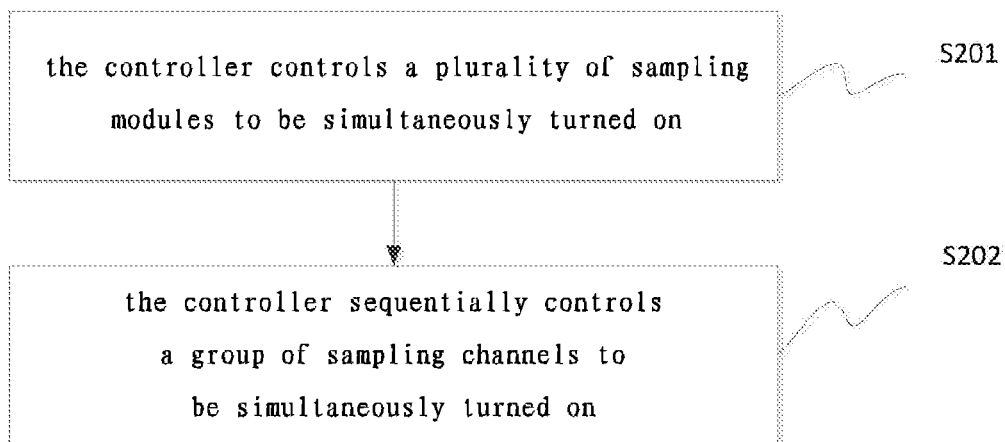 the controller controls a plurality of sampling
modules to be simultaneously turned on
S201
the controller sequentially controls
a group of sampling channels to
be simultaneously turned on
S202